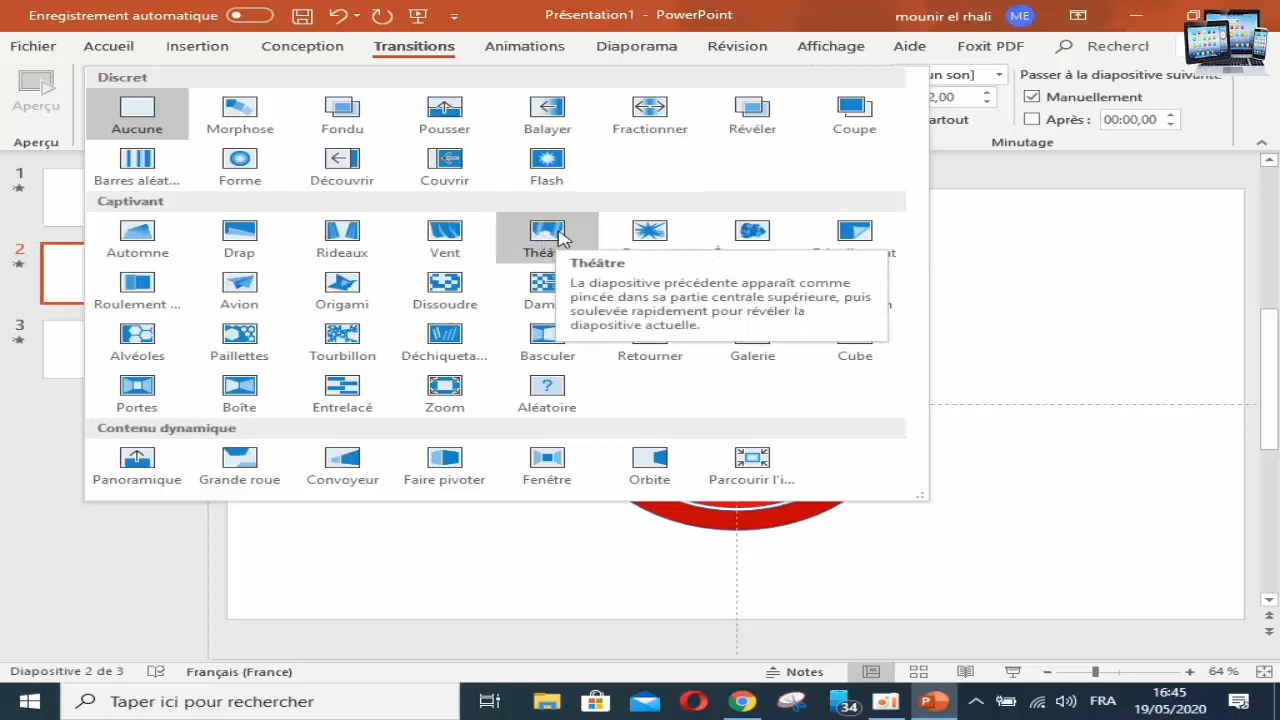 Enregistrement automatique
Présentation1 - PowerPoint
mounir el rhali ME
Fichier Accueil Insertion Conception Transitions Animations Diaporama Révision Affichage Aide Foxit PDF Recherch
Aperçu
Aperçu
Discret
Aucune Morphose Fondu Pousser Balayer Fractionner Révéler Coupe
Barres aléat... Forme Découvrir Couvrir Flash
Captivant
Automne Drap Rideaux Vent Théâ
Roulement ... Avion Origami Dissoudre Dam
Alvéoles Paillettes Tourbillon Déchiqueta... Basculer Retourner Galerie Cube
Portes Boîte Entrelacé Zoom Aléatoire
Contenu dynamique
Panoramique Grande roue Convoyeur Faire pivoter Fenêtre Orbite Parcourir l'i...
Théâtre
La diapositive précédente apparaît comme
pincée dans sa partie centrale supérieure, puis
soulevée rapidement pour révéler la
diapositive actuelle.
un son] Passer à la diapositive suivante
2,00 Manuellement
artout Après : 00:00,00
Minutage
1
2
3
Diapositive 2 de 3 Français (France) Notes 64 %
Taper ici pour rechercher
34
FRA
16:45
19/05/2020